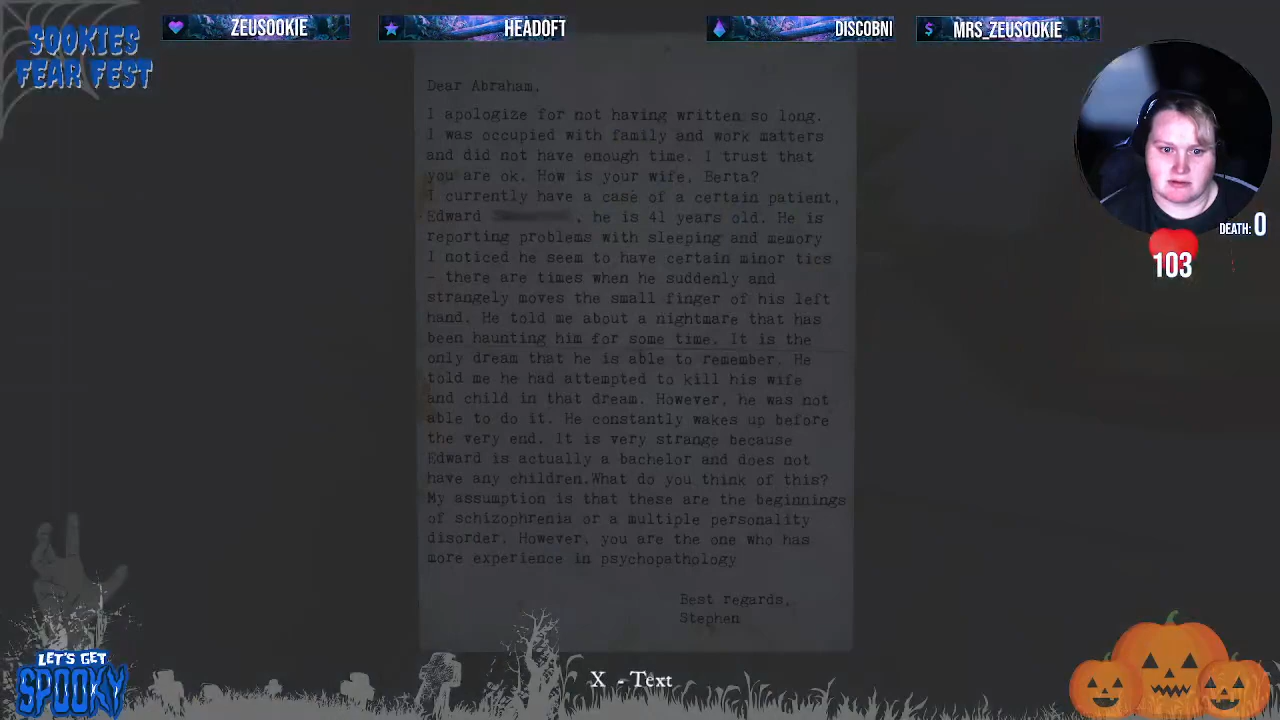 SQOKIES
FEAR FEST
ZEUSOOKIE
HEADOFT
DISCOBNI
$ MRS_ZEUSOOKIE
DEATH: 0
103
Dear Abraham,
I apologize for not having written so long.
I was occupied with family and work matters
and did not have enough time. I trust that
you are ok. How is your wife, Berta?
I currently have a case of a certain patient,
Edward , he is 41 years old. He is
reporting problems with sleeping and memory
I noticed he seem to have certain minor tics
- there are times when he suddenly and
strangely moves the small finger of his left
hand. He told me about a nightmare that has
been haunting him for some time. It is the
only dream that he is able to remember. He
told me he had attempted to kill his wife
and child in that dream. However, he was not
able to do it. He constantly wakes up before
the very end. It is very strange because
Edward is actually a bachelor and does not
have any children.What do you think of this?
My assumption is that these are the beginnings
of schizophrenia or a multiple personality
disorder. However, you are the one who has
more experience in psychopathology
Best regards,
Stephen
X - Text
LET'S GET
SPOOKY